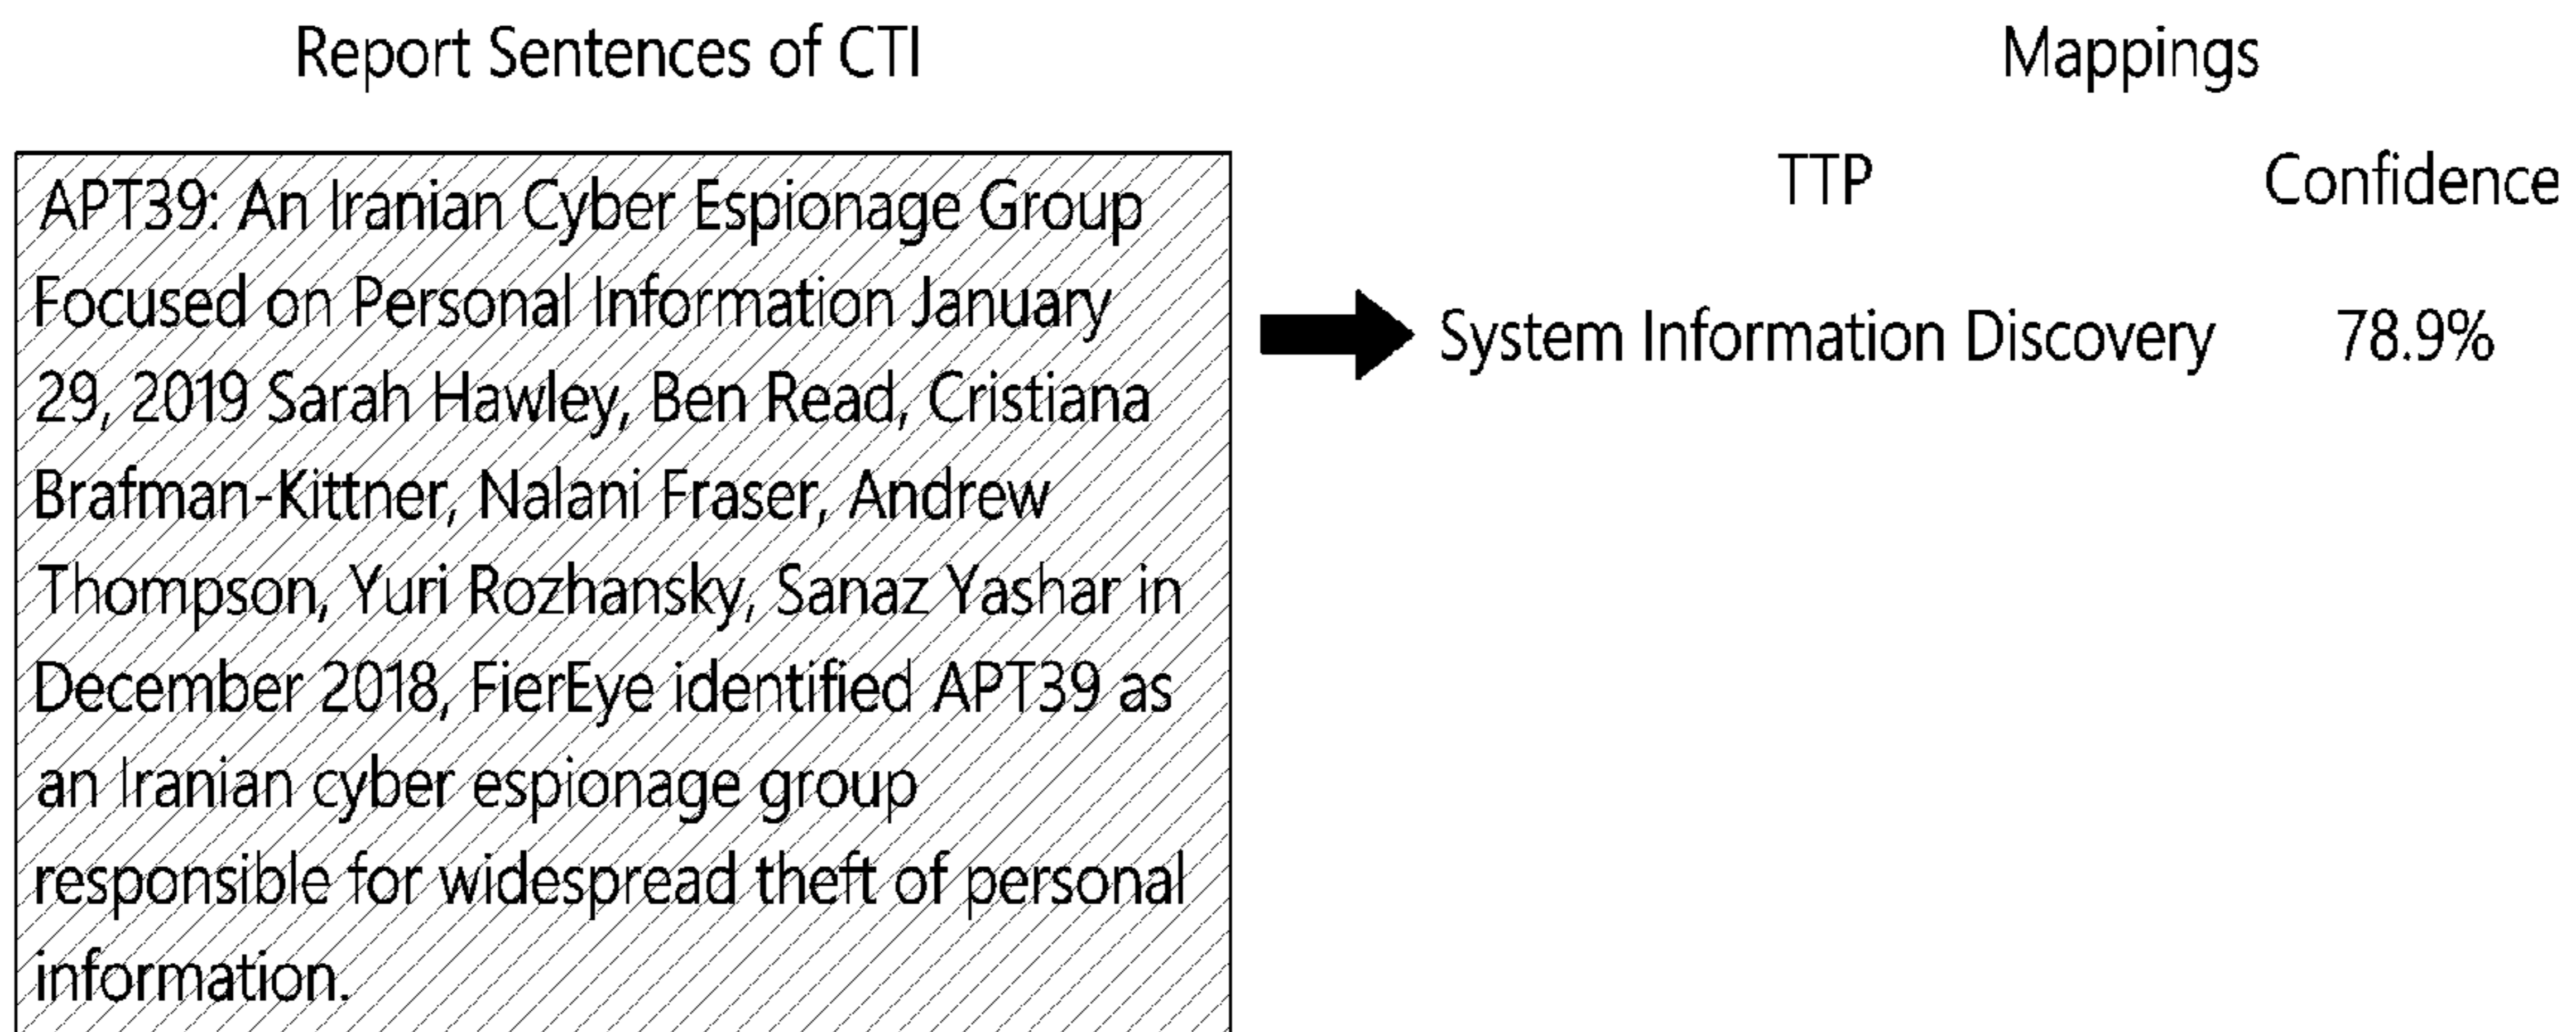 Report Sentences of CTI
Mappings
TTP
Confidence
APT39: An Iranian Cyber Espionage Group
Focused on Personal Information January
29, 2019 Sarah Hawley, Ben Read, Cristiana
Brafman-Kittner, Nalani Fraser, Andrew
Thompson, Yuri Rozhansky, Sanaz Yashar in
December 2018, FierEye identified APT39 as
an Iranian cyber espionage group
responsible for widespread theft of personal
information.
System Information Discovery
78.9%